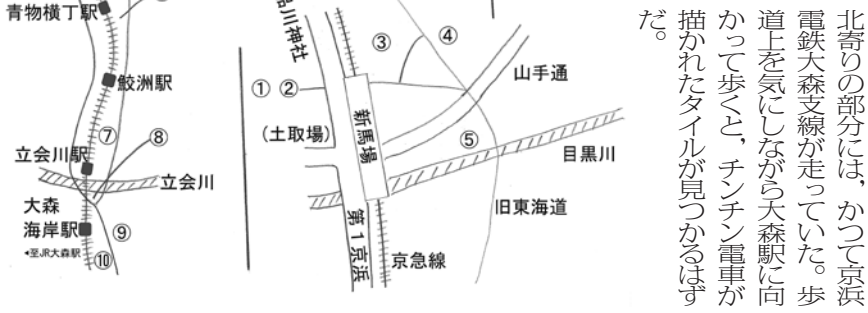 北寄りの部分には，かつて京浜
電鉄大森支線が走っていた。歩
道上を気にしながら大森駅に向
かって歩くと，チンチン電車が
描かれたタイルが見つかるはず
だ。
青物横丁駅
鮫洲駅
⑦
⑧
立会川駅
立会川
大森
海岸駅
⑨
◂至JR大森駅
⑩
品川神社
③
④
山手通
① ②
(土取場)
新馬場
⑤
目黒川
旧東海道
第1京浜
京急線